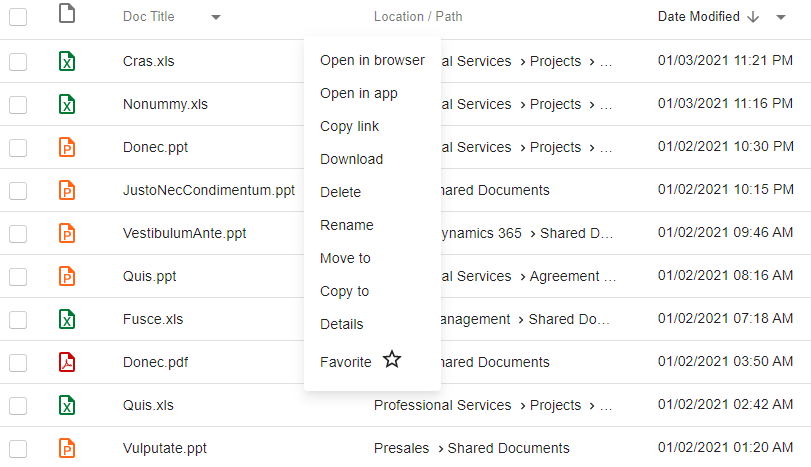 Doc Title Location / Path Date Modified
Cras.xls al Services > Projects > ... 01/03/2021 11:21 PM
Nonummy.xls al Services > Projects > ... 01/03/2021 11:16 PM
Donec.ppt al Services > Projects > ... 01/02/2021 10:30 PM
JustoNecCondimentum.ppt hared Documents 01/02/2021 10:15 PM
VestibulumAnte.ppt ynamics 365 > Shared D... 01/02/2021 09:46 AM
Quis.ppt al Services > Agreement ... 01/02/2021 08:16 AM
Fusce.xls anagement > Shared Do... 01/02/2021 07:18 AM
Donec.pdf hared Documents 01/02/2021 03:50 AM
Quis.xls Professional Services > Projects > ... 01/02/2021 02:42 AM
Vulputate.ppt Presales > Shared Documents 01/02/2021 01:20 AM
Open in browser
Open in app
Copy link
Download
Delete
Rename
Move to
Copy to
Details
Favorite